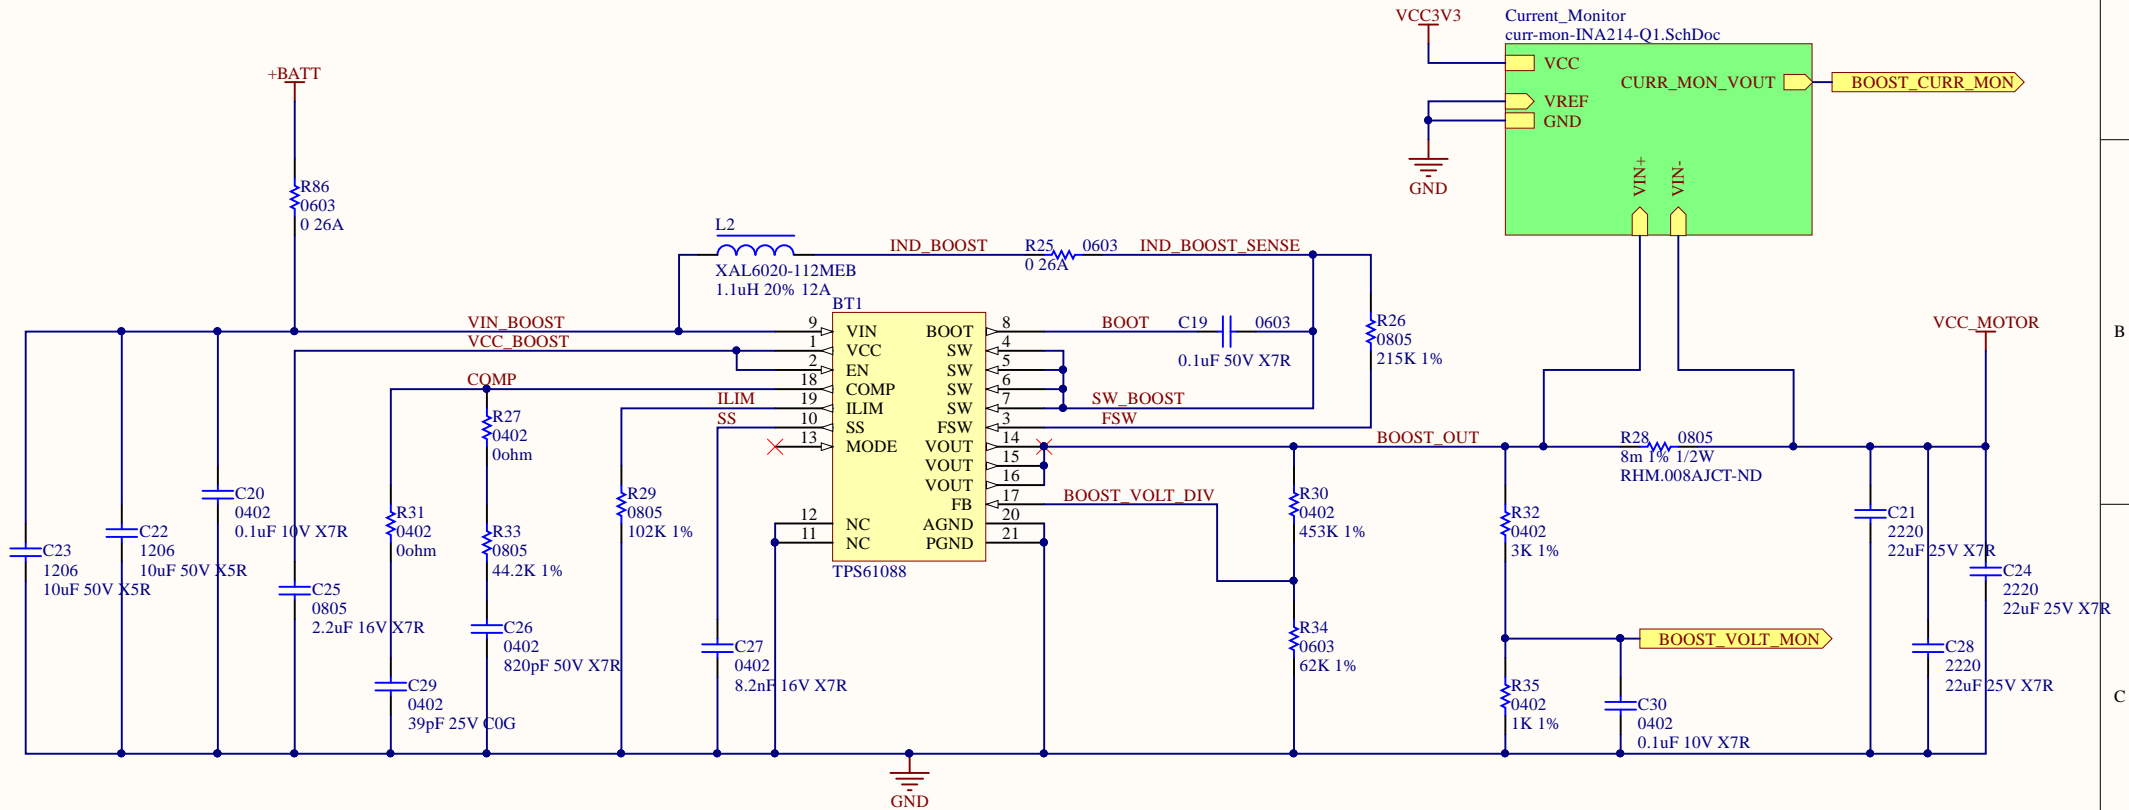 VCC3V3
Current_Monitor
curr-mon-INA214-Q1.SchDoc
VCC
CURR_MON_VOUT
BOOST_CURR_MON
VREF
GND
VIN+
VIN-
GND
+BATT
R86
0603
0 26A
L2
IND_BOOST
R25
0603
IND_BOOST_SENSE
0 26A
XAL6020-112MEB
1.1uH 20% 12A
BT1
VIN_BOOST
9
VIN
BOOT
8
BOOT
C19
0603
0.1uF 50V X7R
R26
0805
215K 1%
VCC_MOTOR
B
VCC_BOOST
1
VCC
SW
4
2
EN
SW
5
COMP
18
COMP
SW
6
ILIM
19
ILIM
SW
7
SW_BOOST
SS
10
SS
FSW
3
FSW
13
MODE
VOUT
14
BOOST_OUT
VOUT
15
VOUT
16
FB
17
BOOST_VOLT_DIV
12
NC
AGND
20
11
NC
PGND
21
TPS61088
R27
0402
0ohm
R28
0805
8m 1% 1/2W
RHM.008AJCT-ND
C20
0402
0.1uF 10V X7R
R29
0805
102K 1%
R30
0402
453K 1%
R31
0402
0ohm
R32
0402
3K 1%
R33
0805
44.2K 1%
C21
2220
22uF 25V X7R
C22
1206
10uF 50V X5R
C23
1206
10uF 50V X5R
C24
2220
22uF 25V X7R
C25
0805
2.2uF 16V X7R
C26
0402
820pF 50V X7R
C27
0402
8.2nF 16V X7R
R34
0603
62K 1%
BOOST_VOLT_MON
C28
2220
22uF 25V X7R
C29
0402
39pF 25V C0G
R35
0402
1K 1%
C30
0402
0.1uF 10V X7R
C
GND